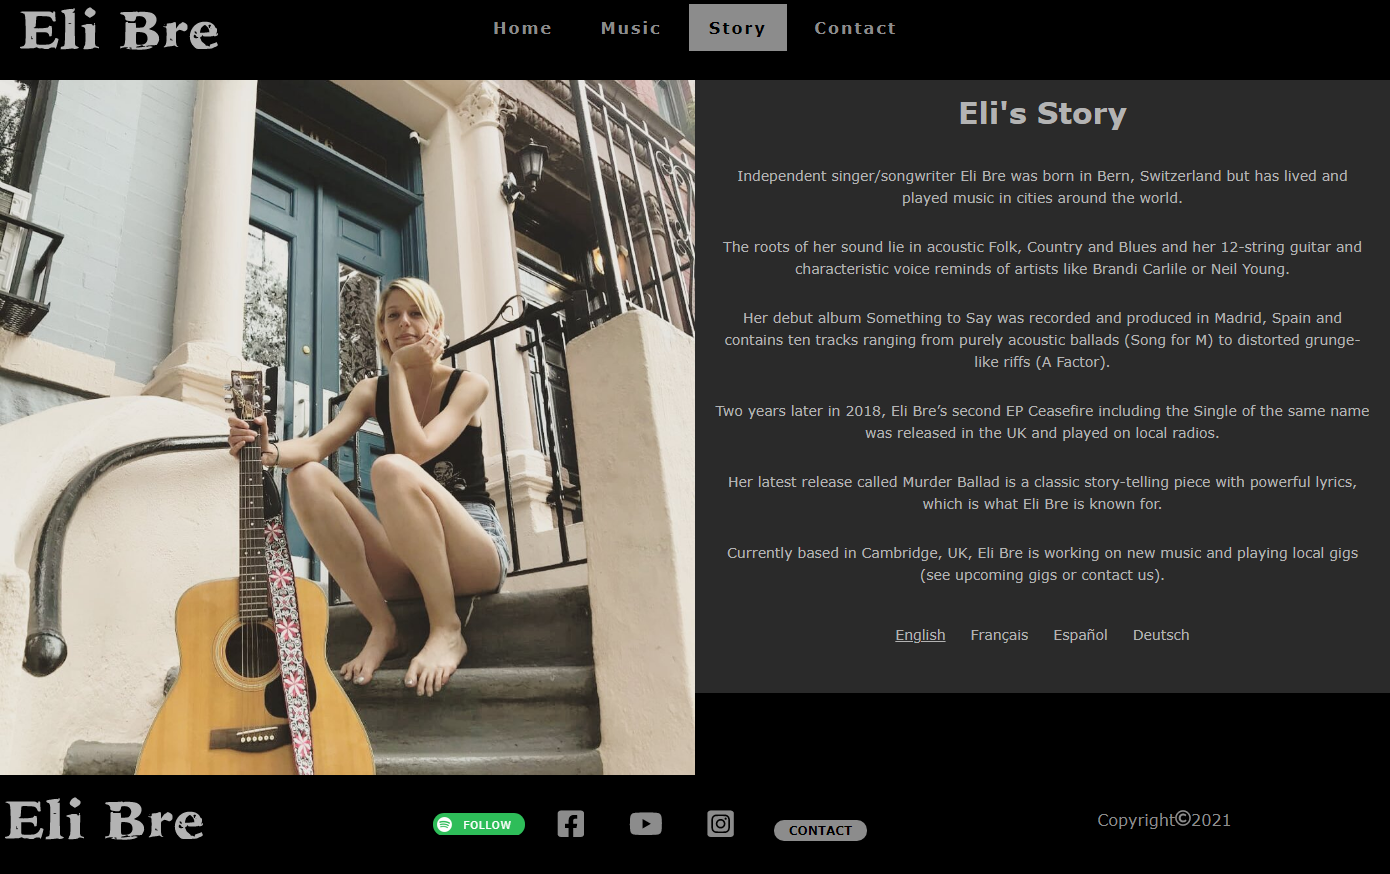 Eli Bre
Home Music Story Contact
Eli's Story
Independent singer/songwriter Eli Bre was born in Bern, Switzerland but has lived and
played music in cities around the world.
The roots of her sound lie in acoustic Folk, Country and Blues and her 12-string guitar and
characteristic voice reminds of artists like Brandi Carlile or Neil Young.
Her debut album Something to Say was recorded and produced in Madrid, Spain and
contains ten tracks ranging from purely acoustic ballads (Song for M) to distorted grunge-
like riffs (A Factor).
Two years later in 2018, Eli Bre’s second EP Ceasefire including the Single of the same name
was released in the UK and played on local radios.
Her latest release called Murder Ballad is a classic story-telling piece with powerful lyrics,
which is what Eli Bre is known for.
Currently based in Cambridge, UK, Eli Bre is working on new music and playing local gigs
(see upcoming gigs or contact us).
English Français Español Deutsch
Eli Bre
FOLLOW
CONTACT
Copyright©2021